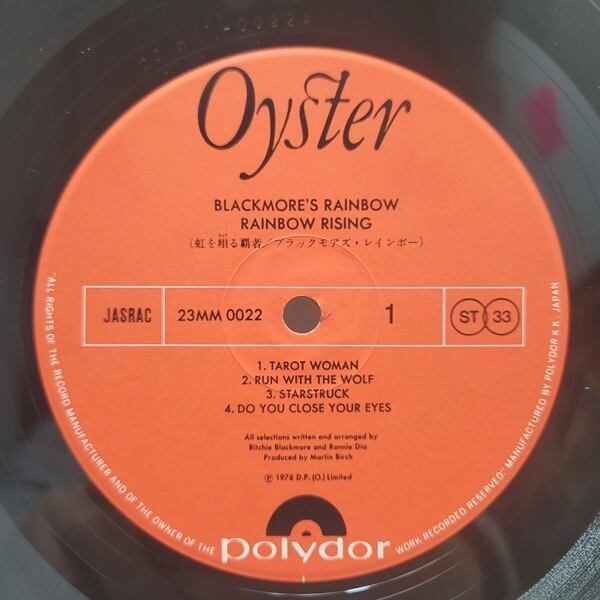 0022A
Oyster
BLACKMORE'S RAINBOW
RAINBOW RISING
(虹を翔る覇者/ブラックモアズ・レインボー)
JASRAC
23MM 0022
1
ST 33
1. TAROT WOMAN
2. RUN WITH THE WOLF
3. STARSTRUCK
4. DO YOU CLOSE YOUR EYES
All selections written and arranged by
Ritchie Blackmore and Ronnie Dio
Produced by Martin Birch
Ⓟ 1976 D.P. (O.) Limited
polydor
"ALL RIGHTS OF THE RECORD MANUFACTURER AND OF THE OWNER OF THE WORK RECORDED RESERVED." MANUFACTURED BY POLYDOR K.K., JAPAN